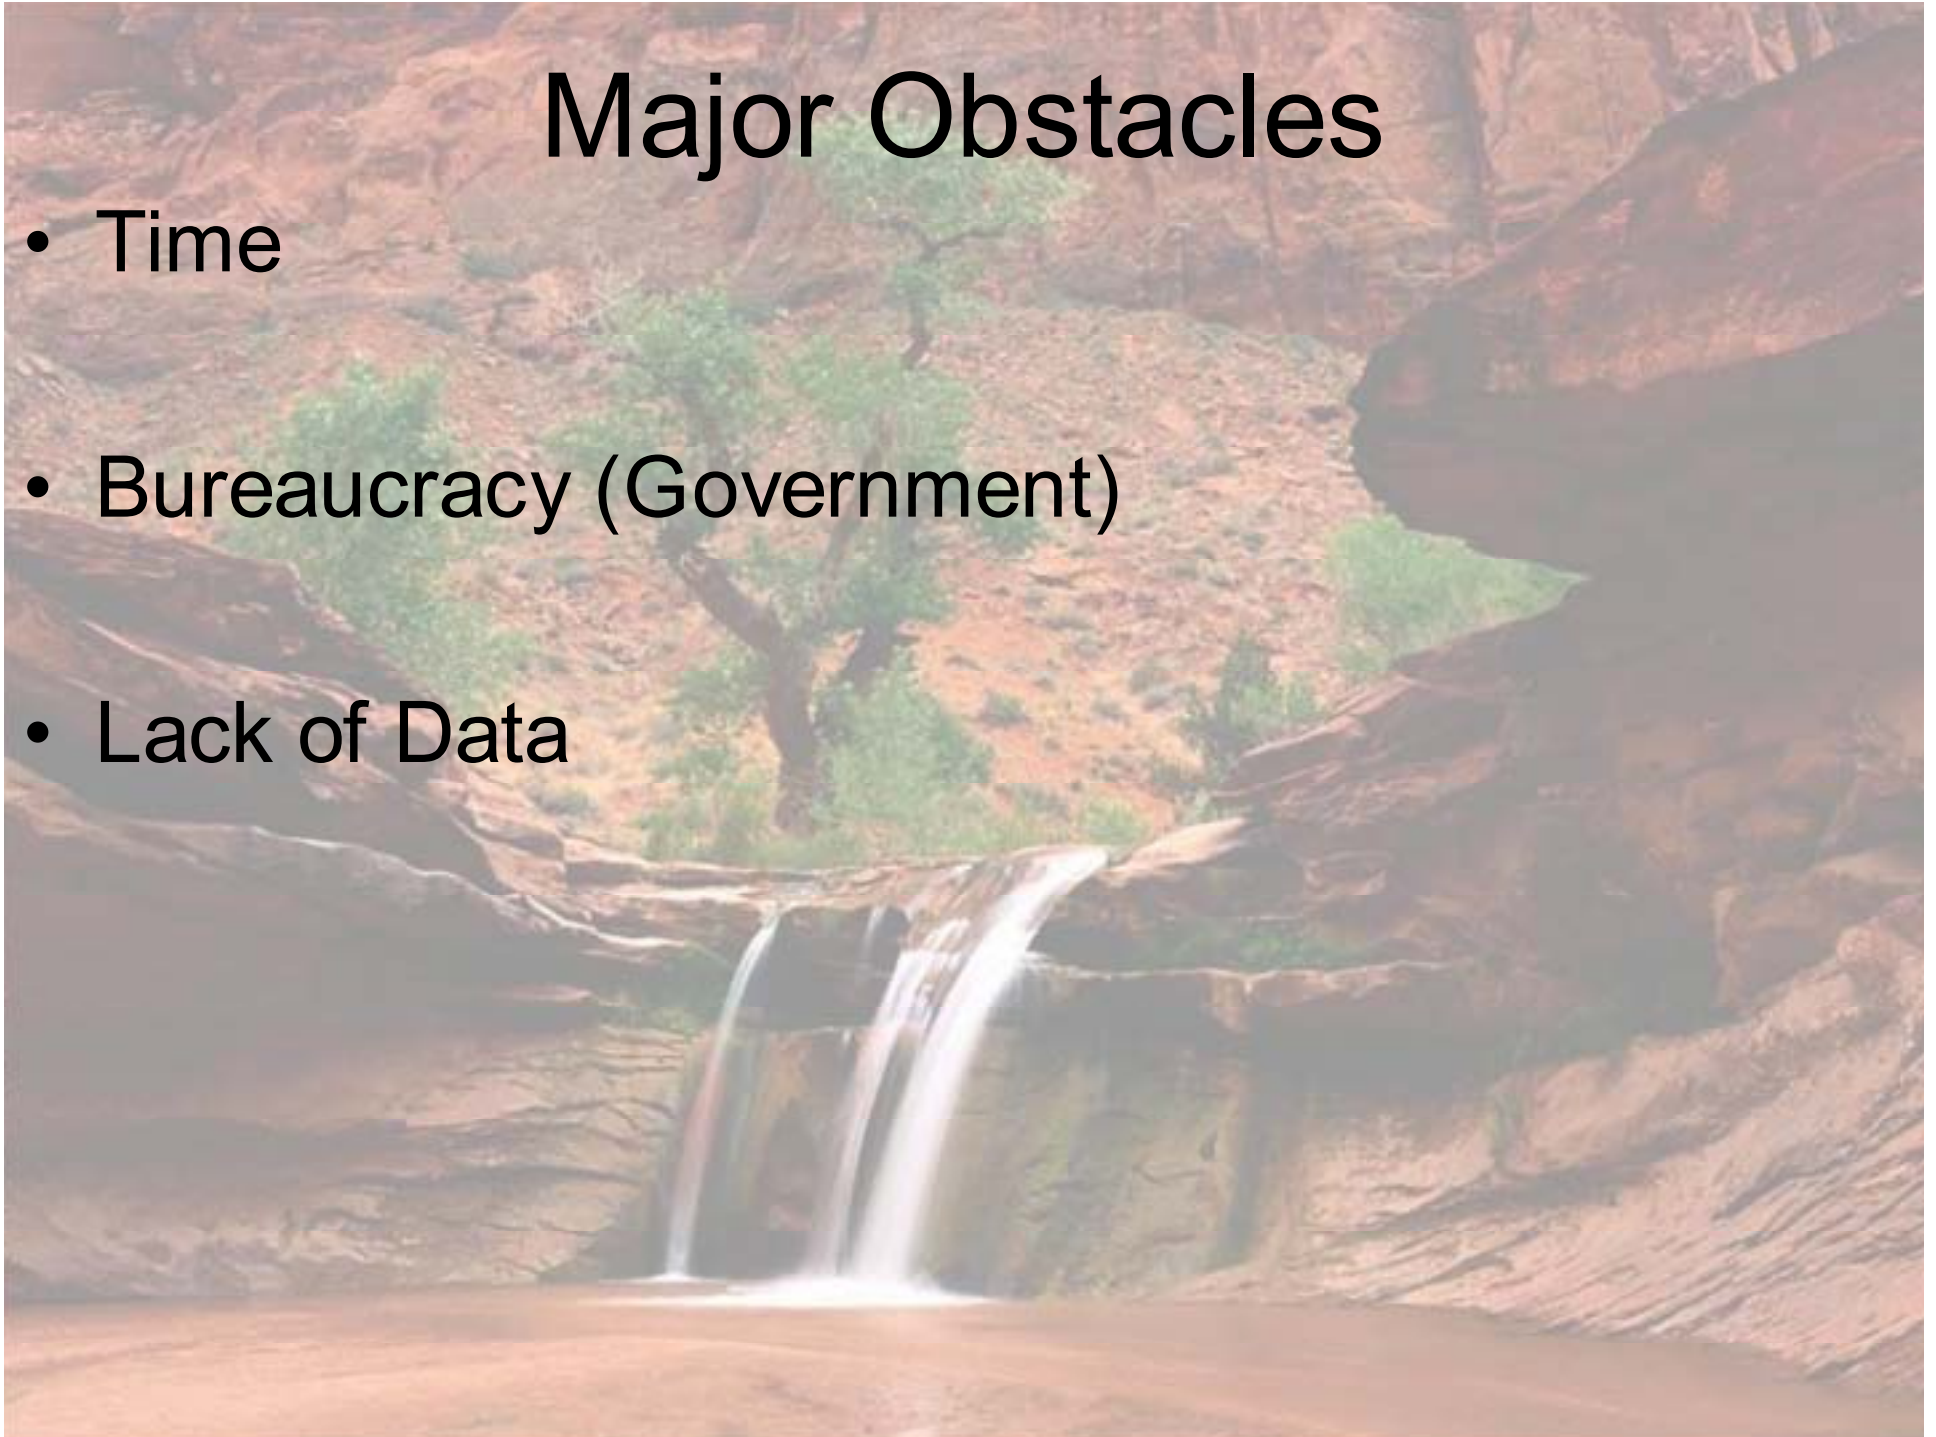 Major Obstacles
• Time
• Bureaucracy (Government)
• Lack of Data